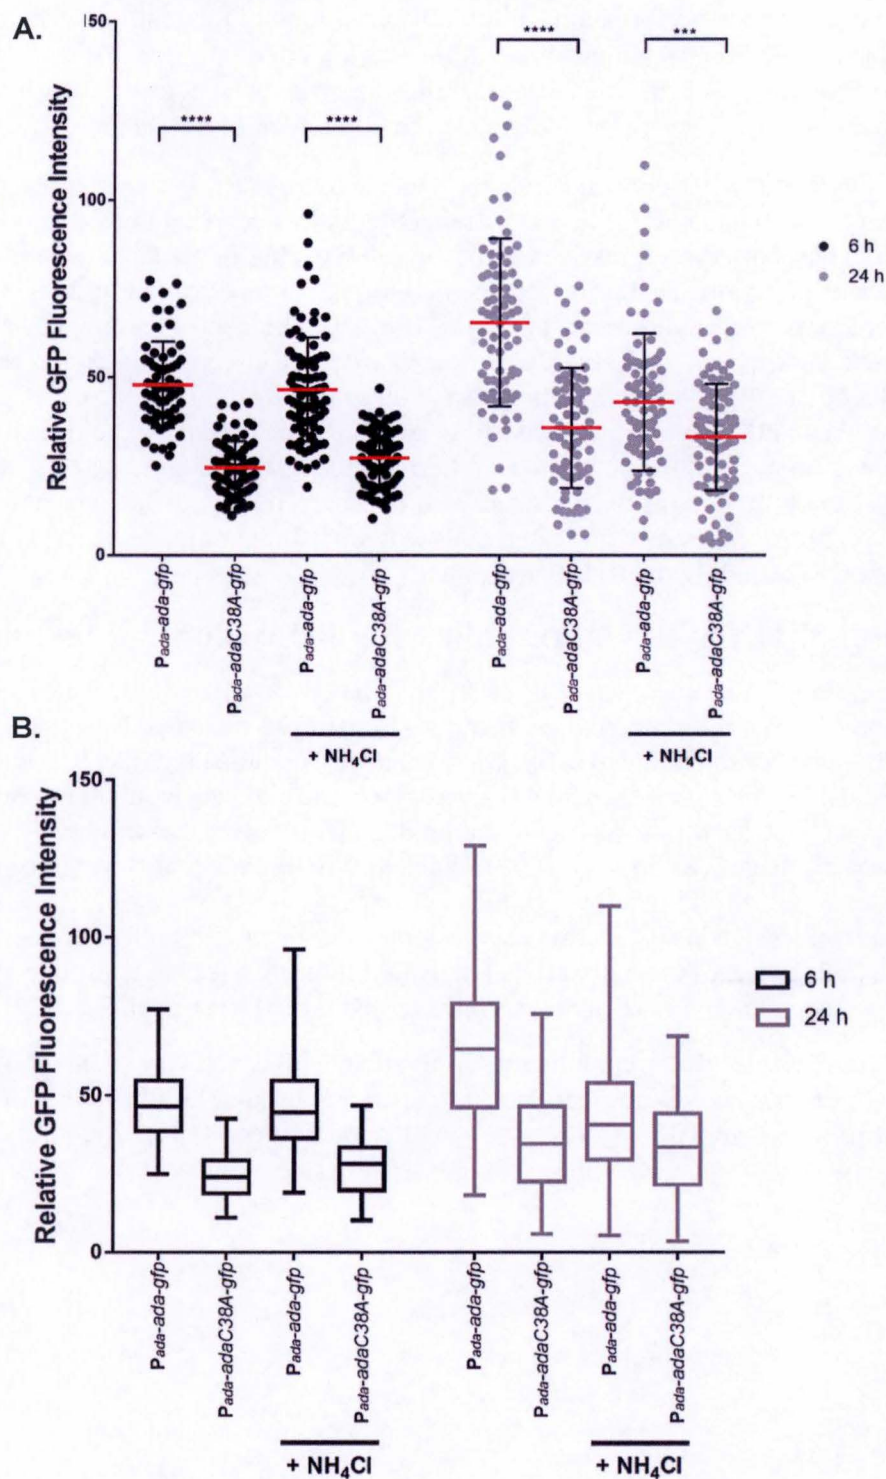 A.
Relative GFP Fluorescence Intensity
150
100
50
0
**** **** **** ***
6 h
24 h
Pada-ada-gfp
Pada-adaC38A-gfp
Pada-ada-gfp
Pada-adaC38A-gfp
Pada-ada-gfp
Pada-adaC38A-gfp
Pada-ada-gfp
Pada-adaC38A-gfp
+ NH4Cl + NH4Cl
B.
Relative GFP Fluorescence Intensity
150
100
50
0
6 h
24 h
Pada-ada-gfp
Pada-adaC38A-gfp
Pada-ada-gfp
Pada-adaC38A-gfp
Pada-ada-gfp
Pada-adaC38A-gfp
Pada-ada-gfp
Pada-adaC38A-gfp
+ NH4Cl + NH4Cl